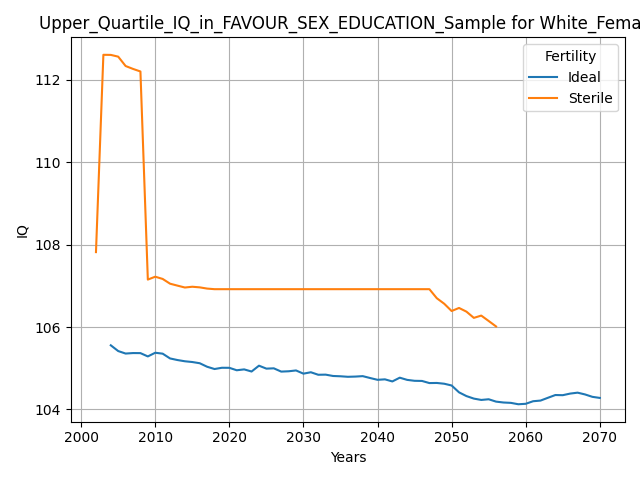 Upper_Quartile_IQ_in_FAVOUR_SEX_EDUCATION_Sample for White_Fema
Fertility
Ideal
Sterile
IQ
112
110
108
106
104
2000 2010 2020 2030 2040 2050 2060 2070
Years